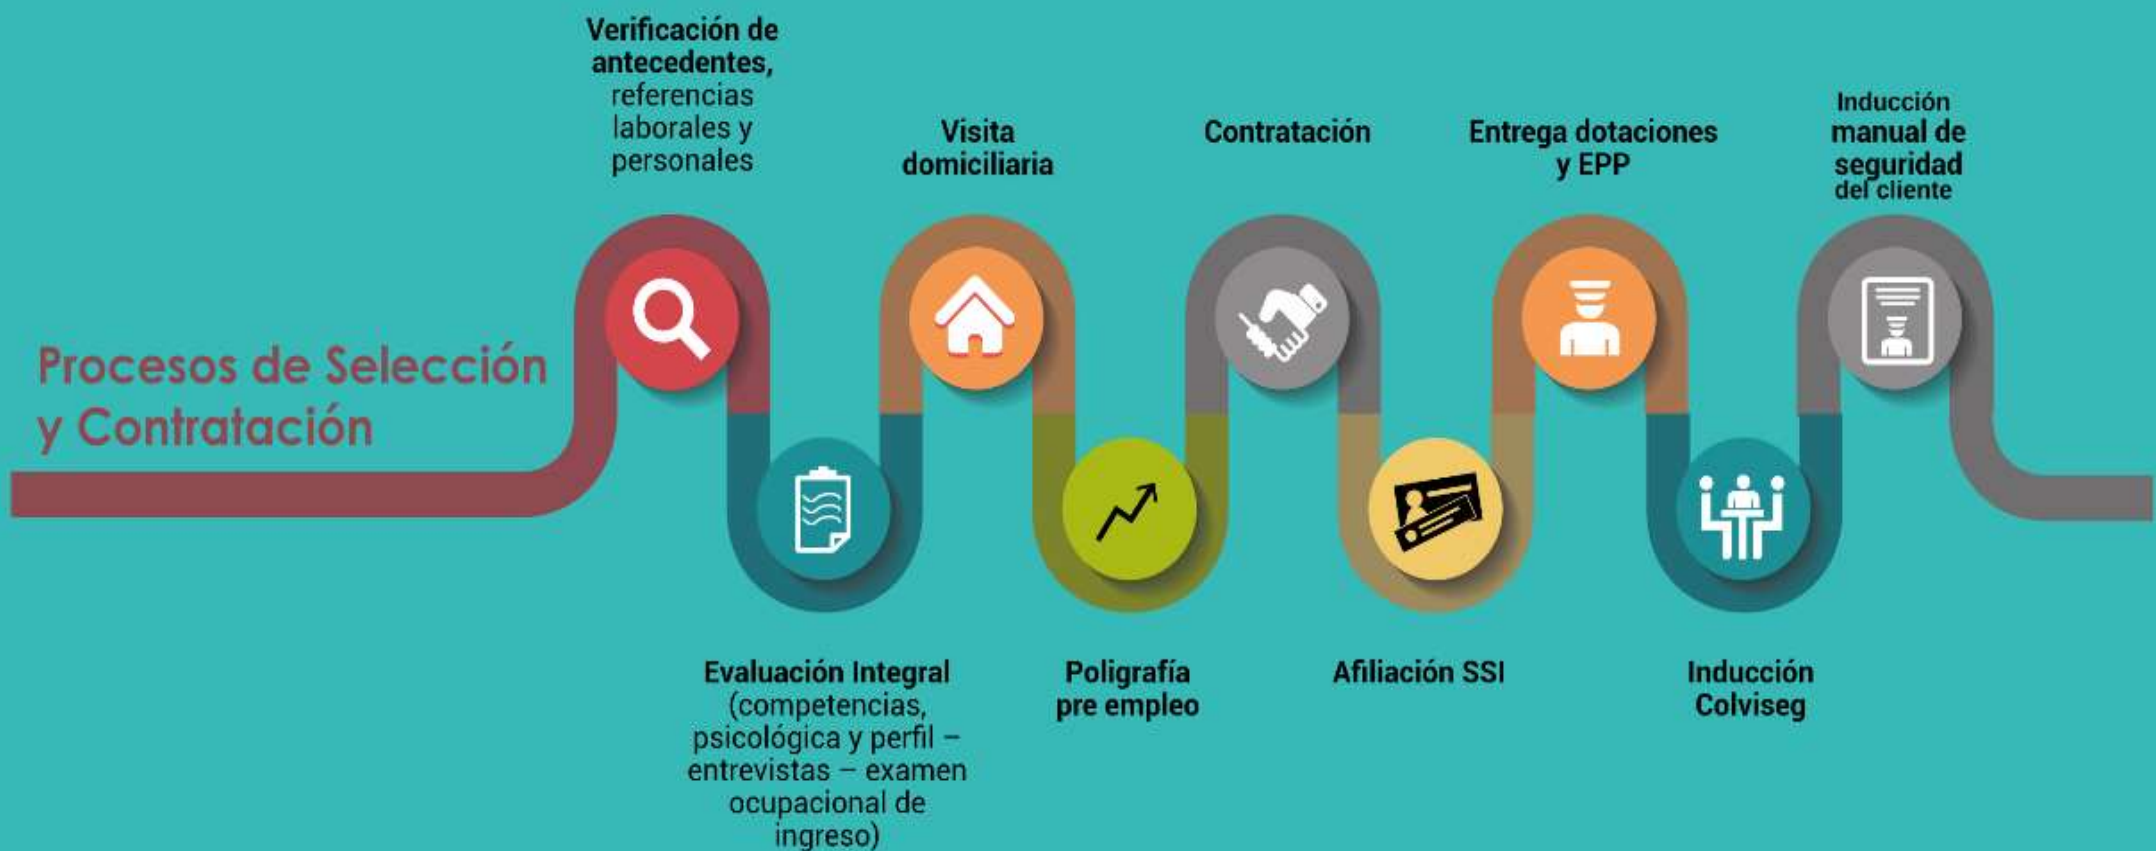 Procesos de Selección
y Contratación
Verificación de
antecedentes,
referencias
laborales y
personales
Evaluación Integral
(competencias,
psicológica y perfil –
entrevistas – examen
ocupacional de
ingreso)
Visita
domiciliaria
Poligrafía
pre empleo
Contratación
Afiliación SSI
Entrega dotaciones
y EPP
Inducción
Colviseg
Inducción
manual de
seguridad
del cliente